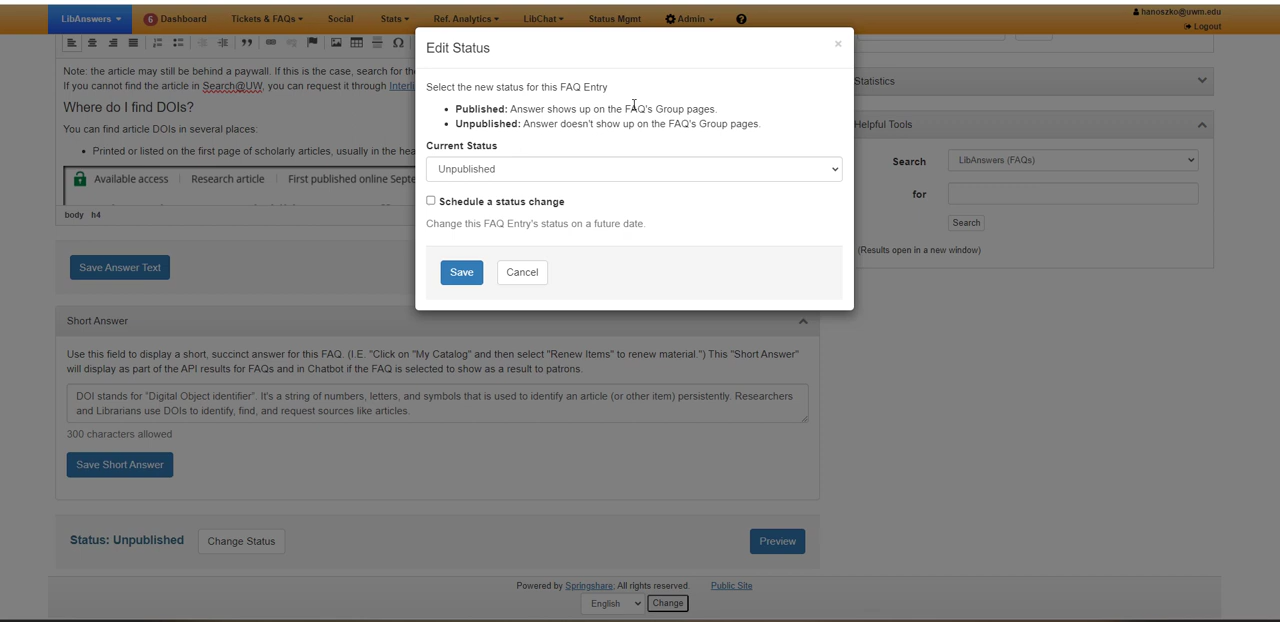 LibAnswers
6 Dashboard
Tickets & FAQs
Social
Stats
Ref. Analytics
LibChat
Status Mgmt
Admin
hanoszko@uwm.edu
Logout
Note: the article may still be behind a paywall. If this is the case, search for the
If you cannot find the article in Search@UW, you can request it through Interli
Where do I find DOIs?
You can find article DOIs in several places:
• Printed or listed on the first page of scholarly articles, usually in the hea
Available access | Research article | First published online Septe
body h4
Save Answer Text
Edit Status
×
Select the new status for this FAQ Entry
• Published: Answer shows up on the FAQ's Group pages.
• Unpublished: Answer doesn't show up on the FAQ's Group pages.
Current Status
Unpublished
Schedule a status change
Change this FAQ Entry's status on a future date.
Save
Cancel
Statistics
Helpful Tools
Search
LibAnswers (FAQs)
for
Search
(Results open in a new window)
Short Answer
Use this field to display a short, succinct answer for this FAQ. (I.E. "Click on "My Catalog" and then select "Renew Items" to renew material.") This "Short Answer"
will display as part of the API results for FAQs and in Chatbot if the FAQ is selected to show as a result to patrons.
DOI stands for "Digital Object identifier". It's a string of numbers, letters, and symbols that is used to identify an article (or other item) persistently. Researchers
and Librarians use DOIs to identify, find, and request sources like articles.
300 characters allowed
Save Short Answer
Status: Unpublished
Change Status
Preview
Powered by Springshare; All rights reserved.
Public Site
English
Change